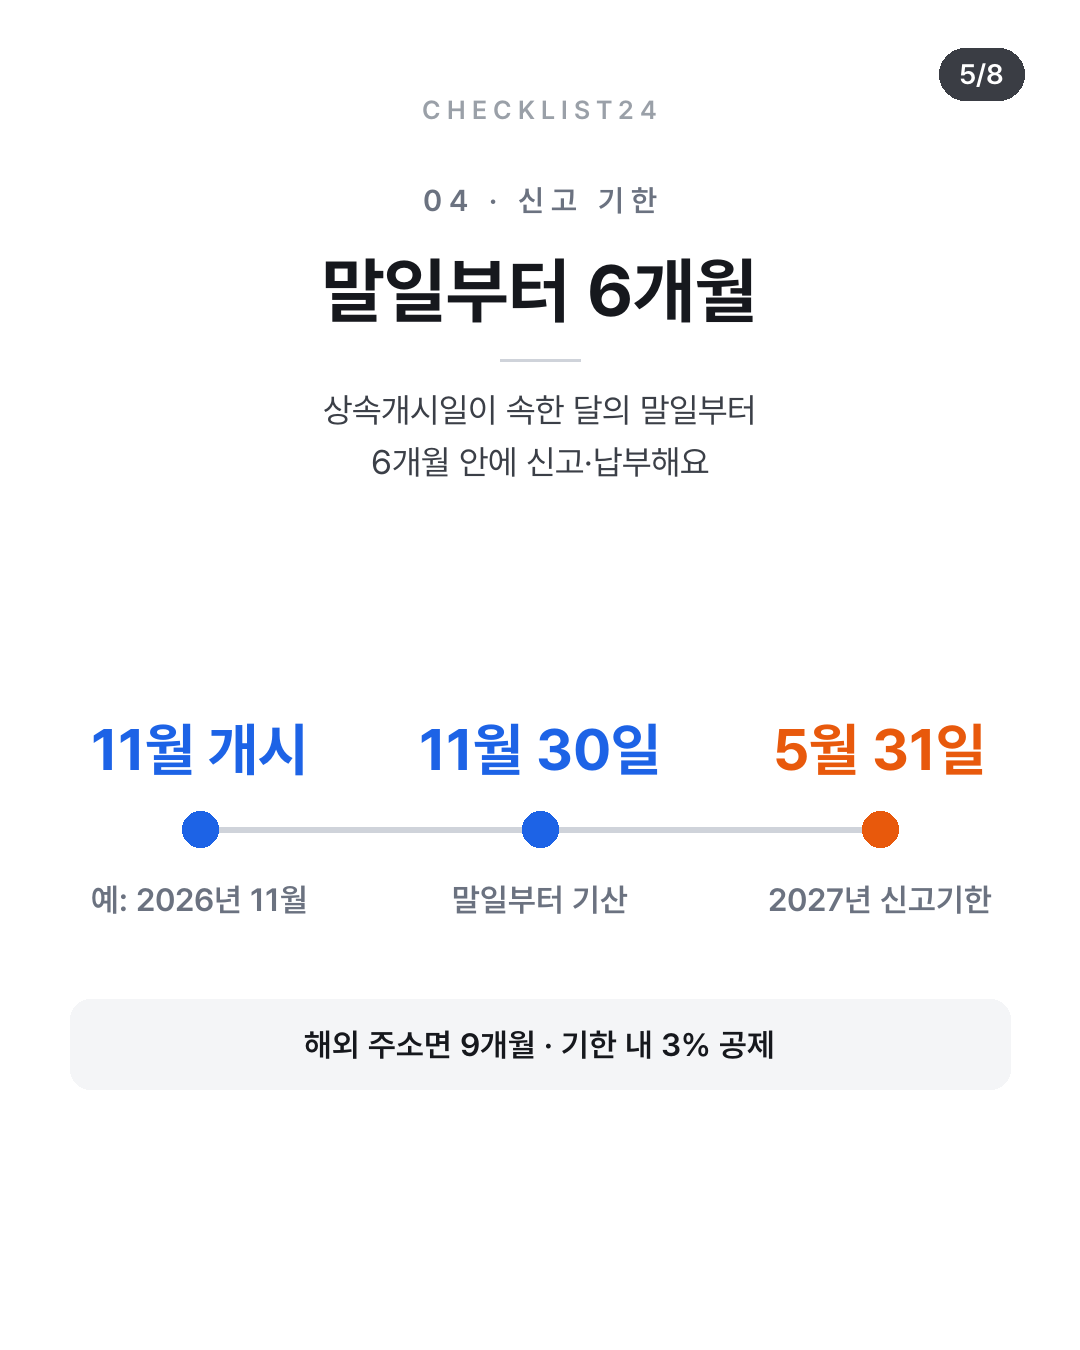 5/8
CHECKLIST24
04 · 신고 기한
말일부터 6개월
상속개시일이 속한 달의 말일부터
6개월 안에 신고·납부해요
11월 개시
11월 30일
5월 31일
예: 2026년 11월
말일부터 기산
2027년 신고기한
해외 주소면 9개월 · 기한 내 3% 공제